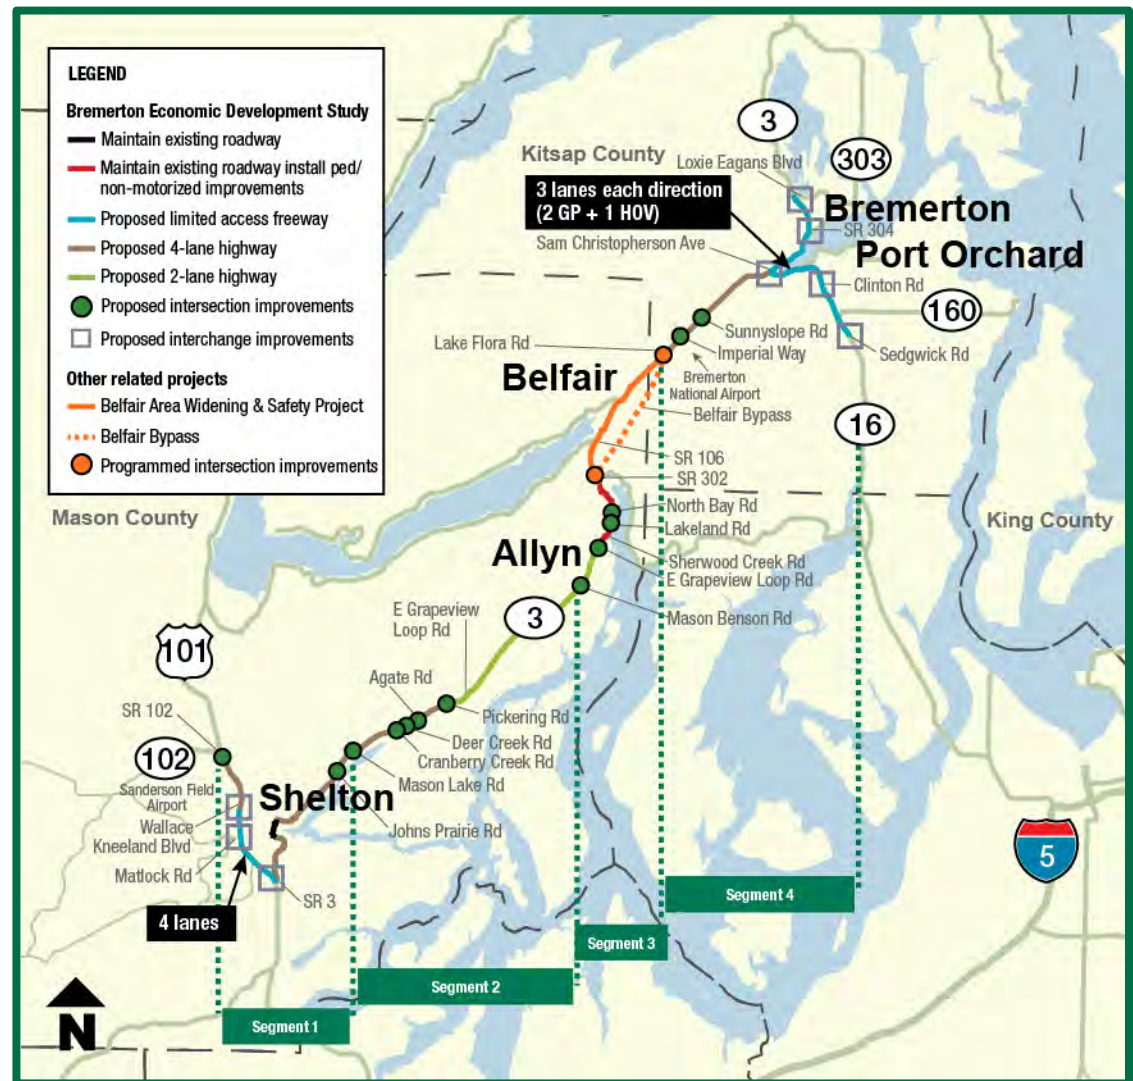 LEGEND
Bremerton Economic Development Study
Maintain existing roadway
Maintain existing roadway install ped/
non-motorized improvements
Proposed limited access freeway
Proposed 4-lane highway
Proposed 2-lane highway
Proposed intersection improvements
Proposed interchange improvements
Other related projects
Belfair Area Widening & Safety Project
Belfair Bypass
Programmed intersection improvements
3
303
Kitsap County
Loxie Eagans Blvd
3 lanes each direction
(2 GP + 1 HOV)
Bremerton
SR 304
Sam Christopherson Ave
Port Orchard
Clinton Rd
160
Sunnyslope Rd
Lake Flora Rd
Imperial Way
Sedgwick Rd
Belfair
Bremerton
National Airport
Belfair Bypass
16
SR 106
SR 302
Mason County
North Bay Rd
King County
Lakeland Rd
Allyn
Sherwood Creek Rd
E Grapeview Loop Rd
E Grapeview
Loop Rd
3
Mason Benson Rd
101
Agate Rd
SR 102
Pickering Rd
Deer Creek Rd
102
Cranberry Creek Rd
Sanderson Field
Airport
Shelton
Mason Lake Rd
Wallace
Kneeland Blvd
Johns Prairie Rd
5
Matlock Rd
SR 3
Segment 4
4 lanes
Segment 3
Segment 2
N
Segment 1